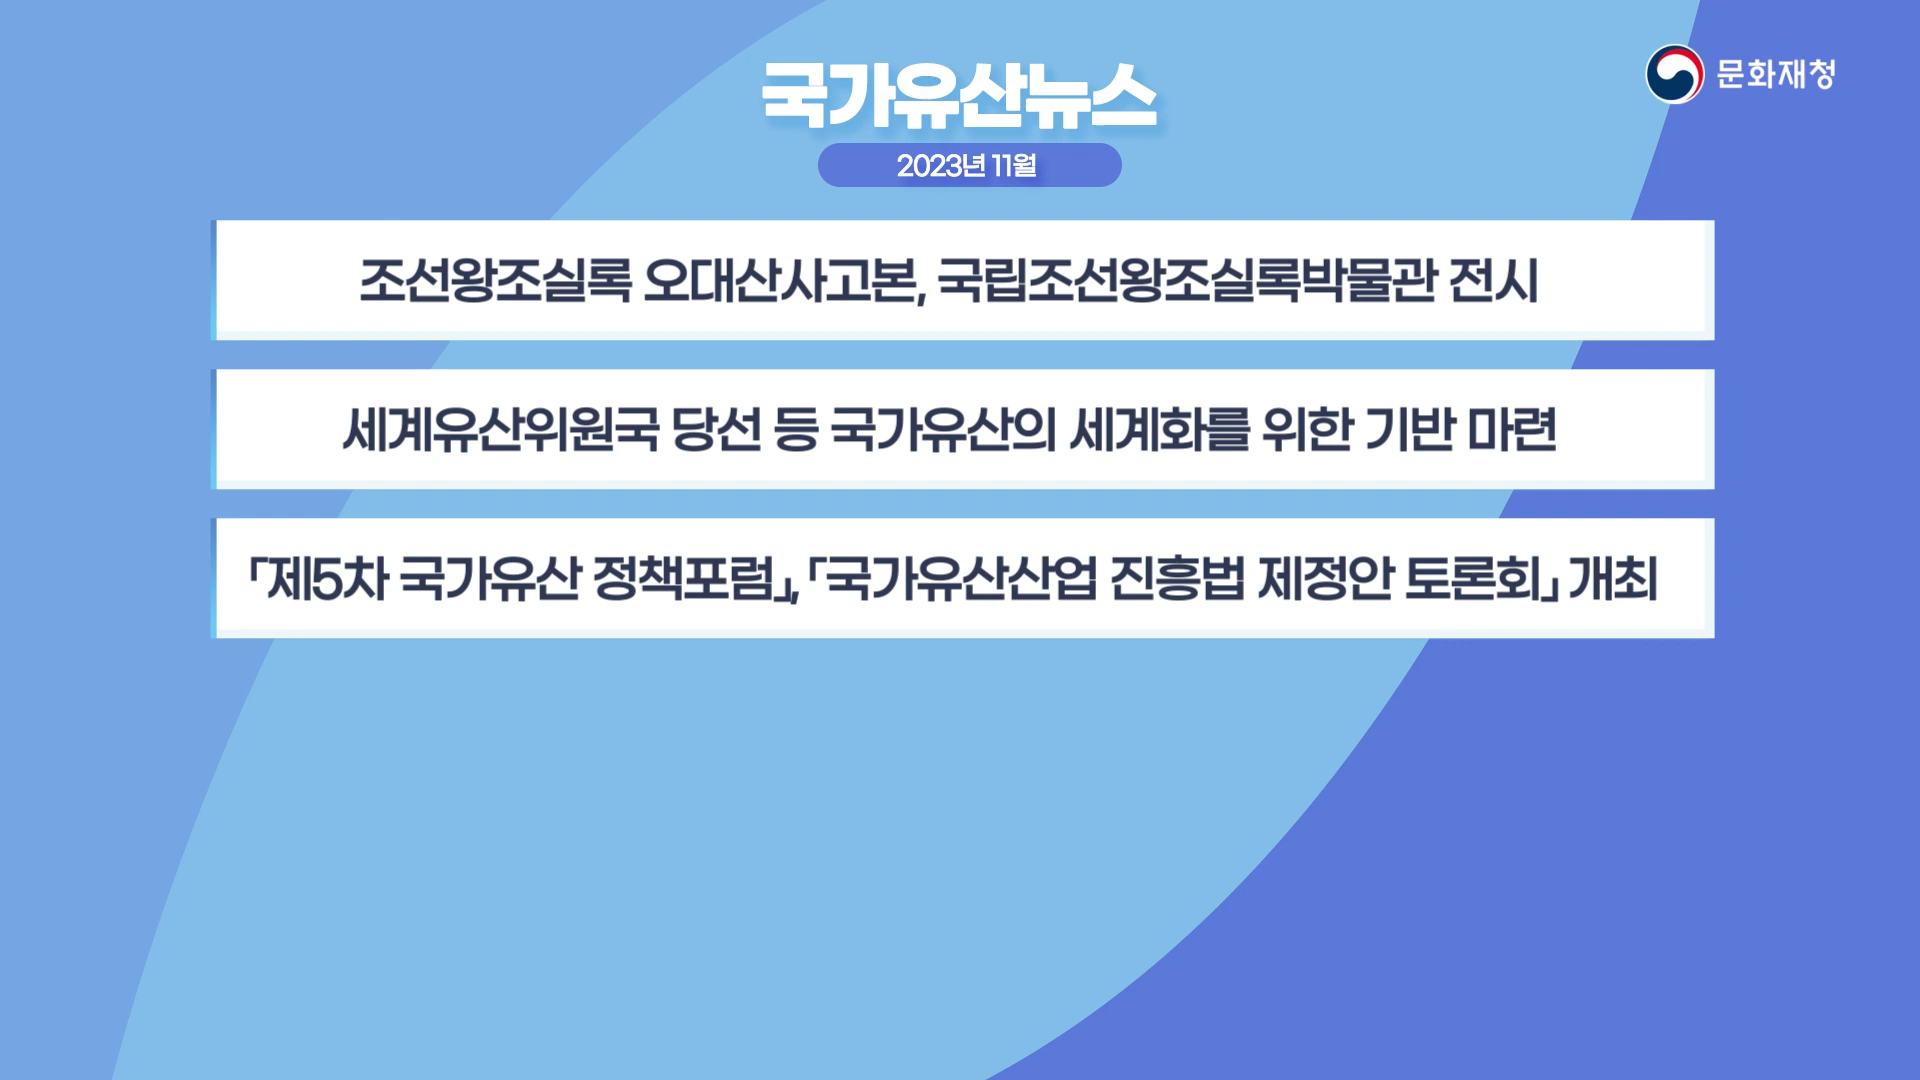 국가유산뉴스
문화재청
2023년 11월
조선왕조실록 오대산사고본, 국립조선왕조실록박물관 전시
세계유산위원국 당선 등 국가유산의 세계화를 위한 기반 마련
「제5차 국가유산 정책포럼」, 「국가유산산업 진흥법 제정안 토론회」 개최